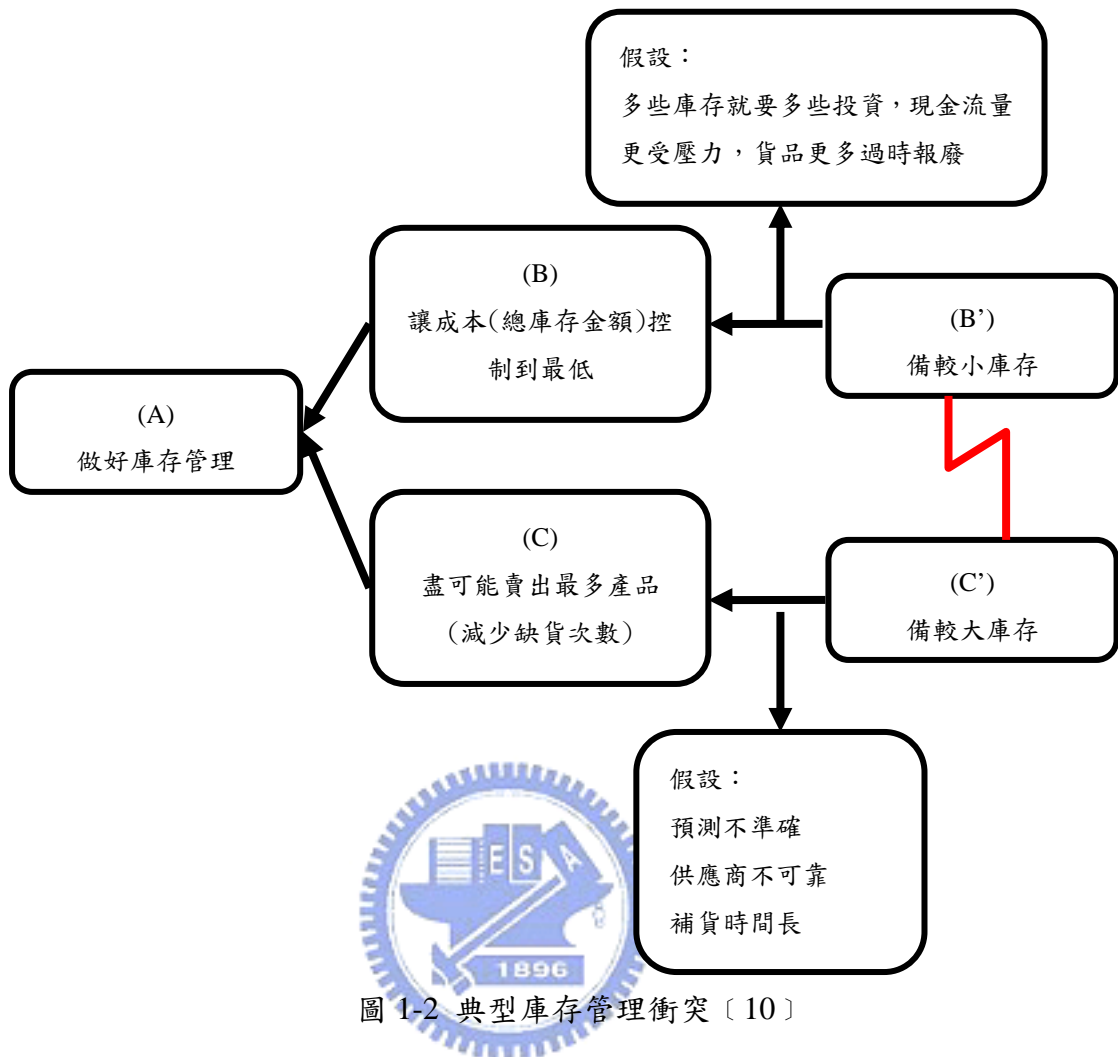 假設：
多些庫存就要多些投資，現金流量
更受壓力，貨品更多過時報廢
(B)
讓成本(總庫存金額)控
制到最低
(B’)
備較小庫存
(A)
做好庫存管理
(C)
盡可能賣出最多產品
（減少缺貨次數）
(C’)
備較大庫存
假設：
預測不準確
供應商不可靠
補貨時間長
E S A
1896
圖 1-2 典型庫存管理衝突〔10〕